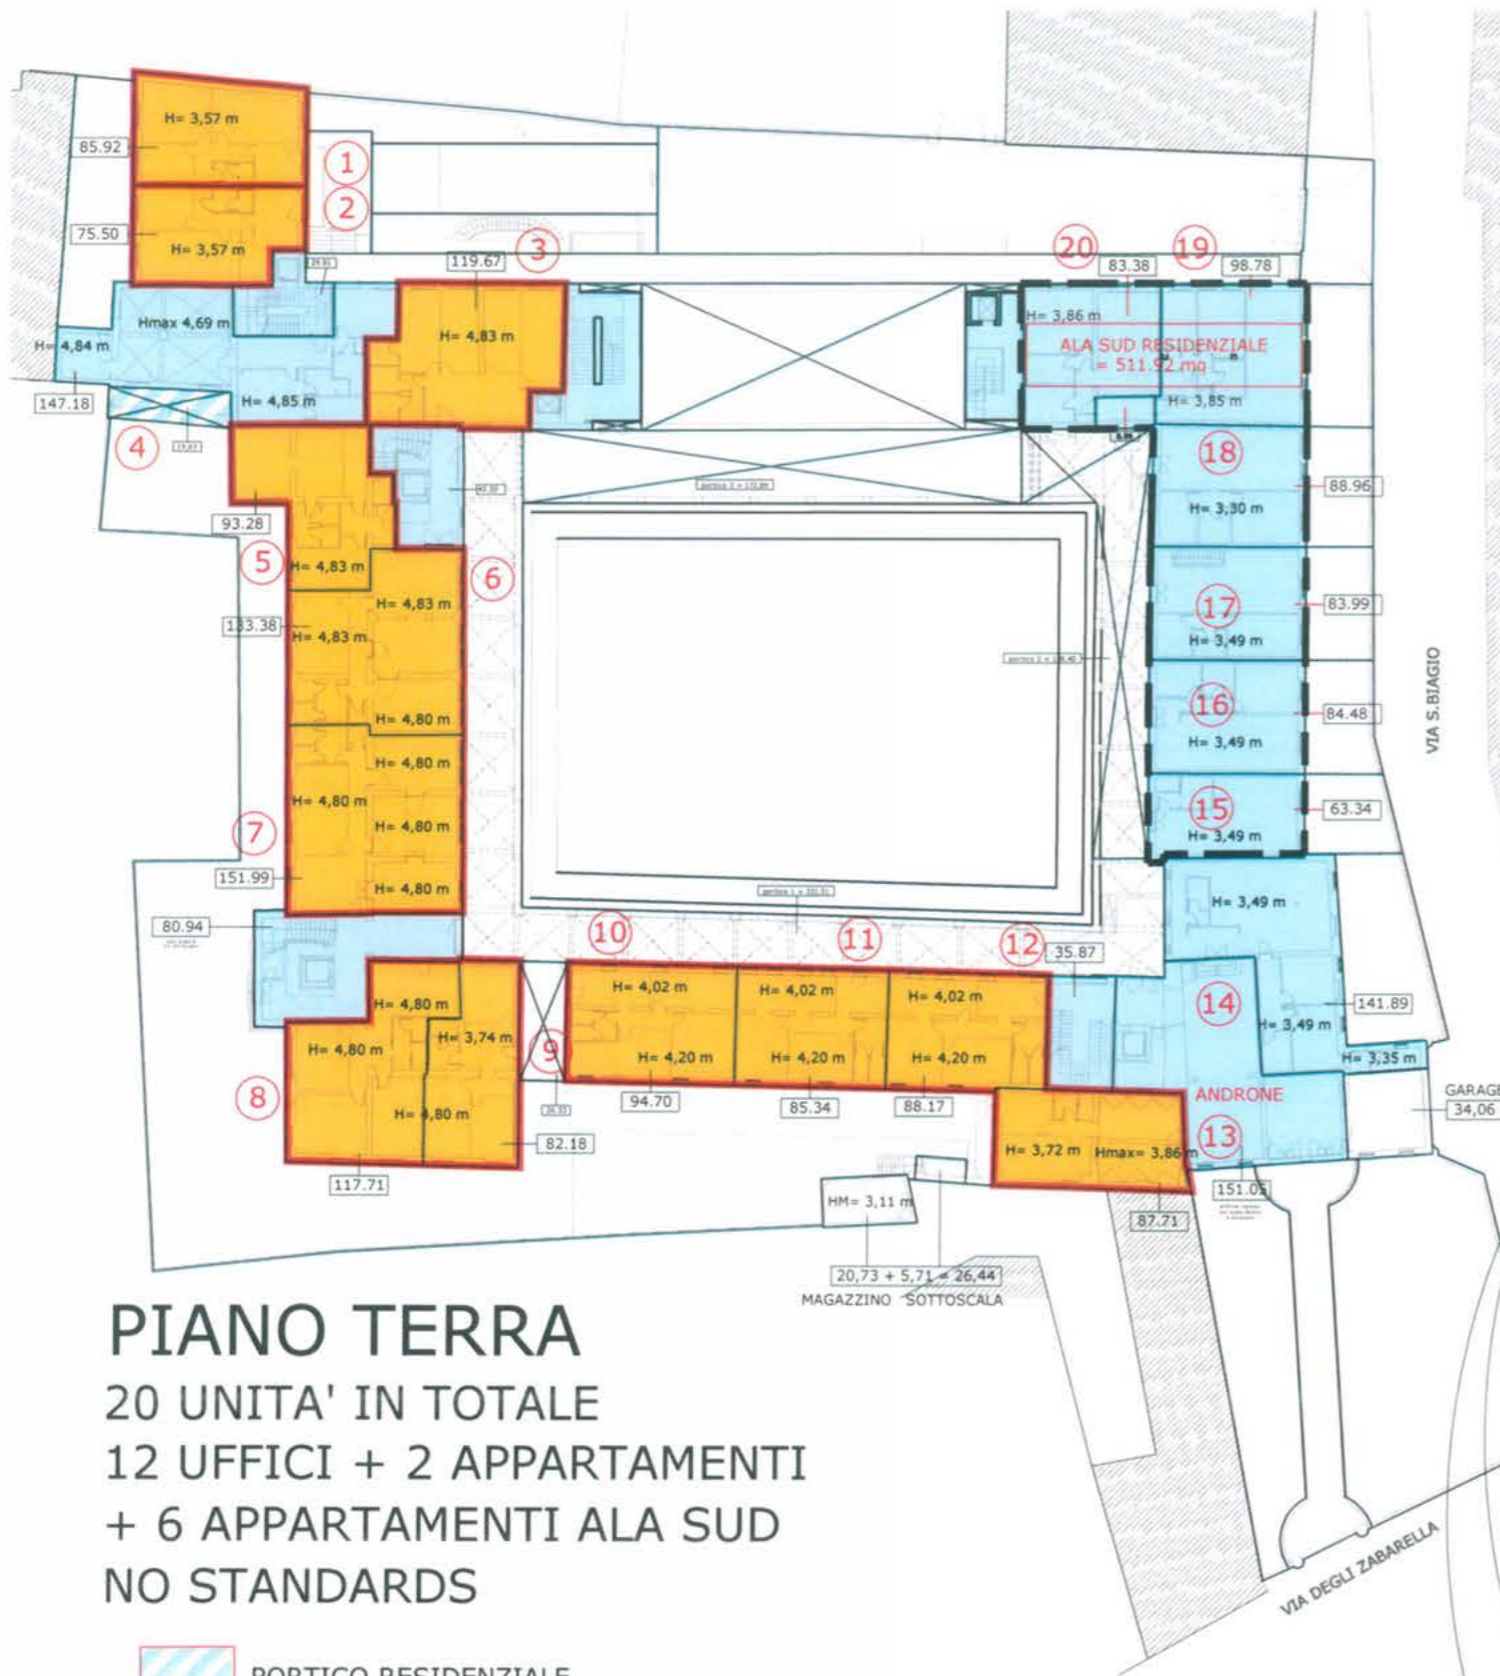 H= 3,57 m
85.92
1
2
75.50
H= 3,57 m
3
119.67
20
83.38
19
98.78
Hmax 4,69 m
H= 4,84 m
H= 4,83 m
H= 3,86 m
ALA SUD RESIDENZIALE
= 511.92 mq
147.18
H= 4,85 m
H= 3,85 m
4
18
88.96
H= 3,30 m
93.28
5
H= 4,83 m
6
H= 4,83 m
133.38
H= 4,83 m
17
83.99
H= 3,49 m
H= 4,80 m
16
84.48
H= 3,49 m
VIA S.BIAGIO
H= 4,80 m
H= 4,80 m
7
H= 4,80 m
15
63.34
H= 3,49 m
151.99
H= 4,80 m
H= 3,49 m
80.94
10
11
12
35.87
H= 4,80 m
H= 4,02 m
H= 4,02 m
H= 4,02 m
14
141.89
H= 4,80 m
H= 3,74 m
9
H= 4,20 m
H= 4,20 m
H= 4,20 m
H= 3,49 m
H= 3,35 m
8
H= 4,80 m
94.70
85.34
88.17
ANDRONE
GARAGE
34,06
82.18
H= 3,72 m
Hmax= 3,86 m
13
117.71
HM= 3,11 m
87.71
151.05
20,73 + 5,71 = 26,44
MAGAZZINO SOTTOSCALA
PIANO TERRA
20 UNITA' IN TOTALE
12 UFFICI + 2 APPARTAMENTI
+ 6 APPARTAMENTI ALA SUD
NO STANDARDS
VIA DEGLI ZABARELLA
PORTICO RESIDENZIALE